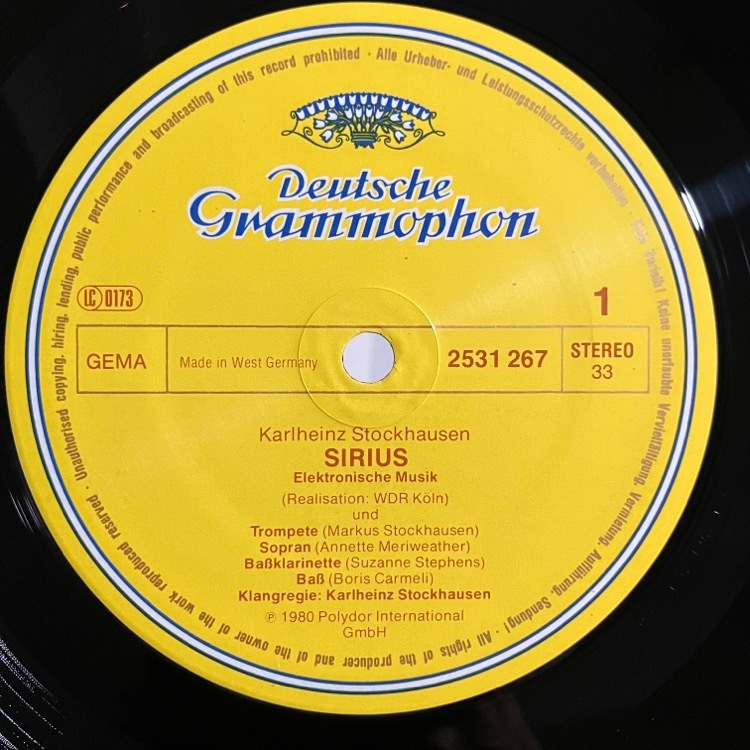 Deutsche
Grammophon
LC 0173
1
GEMA
Made in West Germany
2531 267
STEREO
33
Karlheinz Stockhausen
SIRIUS
Elektronische Musik
(Realisation: WDR Köln)
und
Trompete (Markus Stockhausen)
Sopran (Annette Meriweather)
Baßklarinette (Suzanne Stephens)
Baß (Boris Carmeli)
Klangregie: Karlheinz Stockhausen
℗ 1980 Polydor International
GmbH
Alle Urheber- und Leistungsschutzrechte vorbehalten · Kein Verleih! Keine unerlaubte Vervielfältigung, Vermietung, Aufführung, Sendung! · All rights of the producer and of the owner of the work reproduced reserved · Unauthorised copying, hiring, lending, public performance and broadcasting of this record prohibited ·